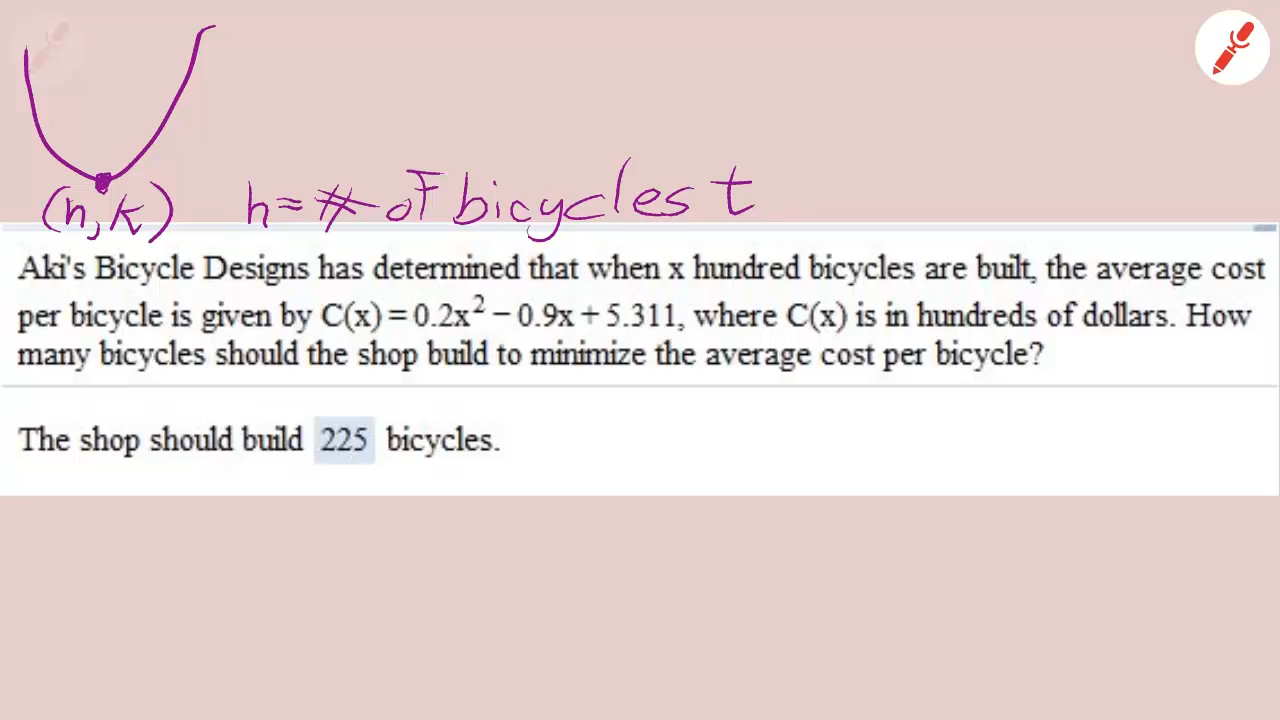 (h,k) h=# of bicycles t
Aki's Bicycle Designs has determined that when x hundred bicycles are built, the average cost
per bicycle is given by C(x) = 0.2x² − 0.9x + 5.311, where C(x) is in hundreds of dollars. How
many bicycles should the shop build to minimize the average cost per bicycle?
The shop should build 225 bicycles.